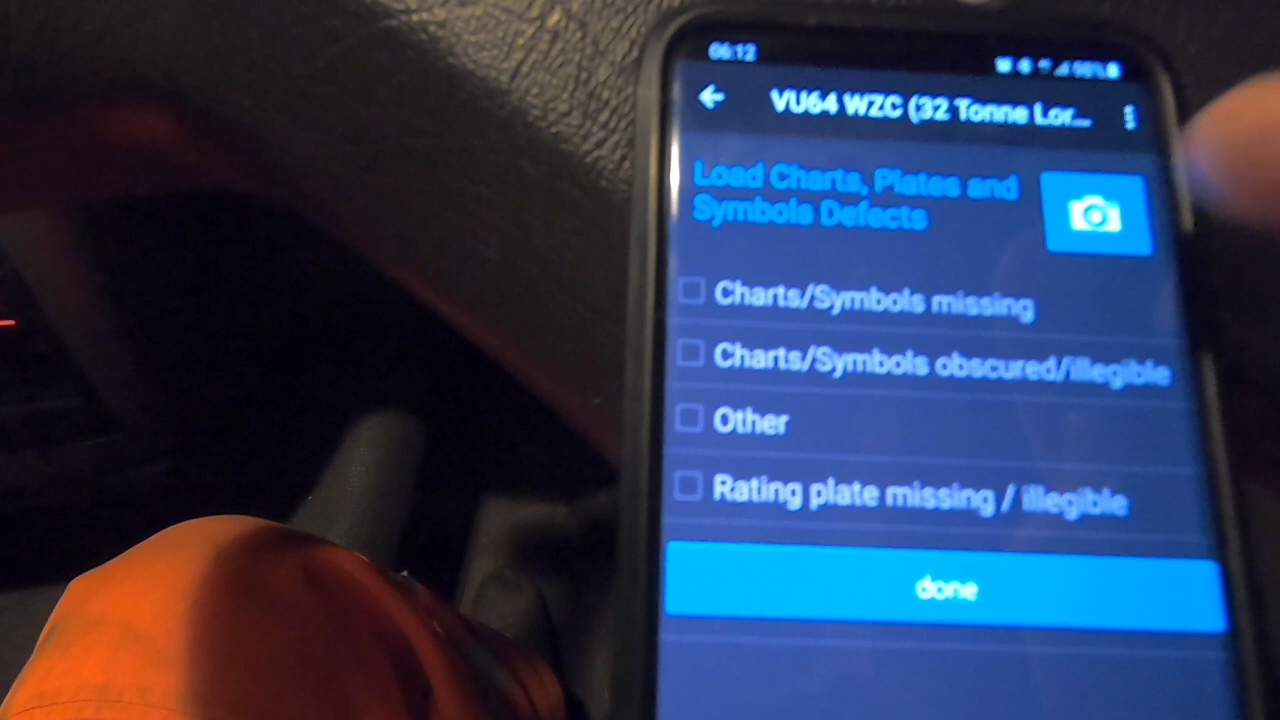 06:12
VU64 WZC (32 Tonne Lor...
Load Charts, Plates and
Symbols Defects
Charts/Symbols missing
Charts/Symbols obscured/illegible
Other
Rating plate missing / illegible
done